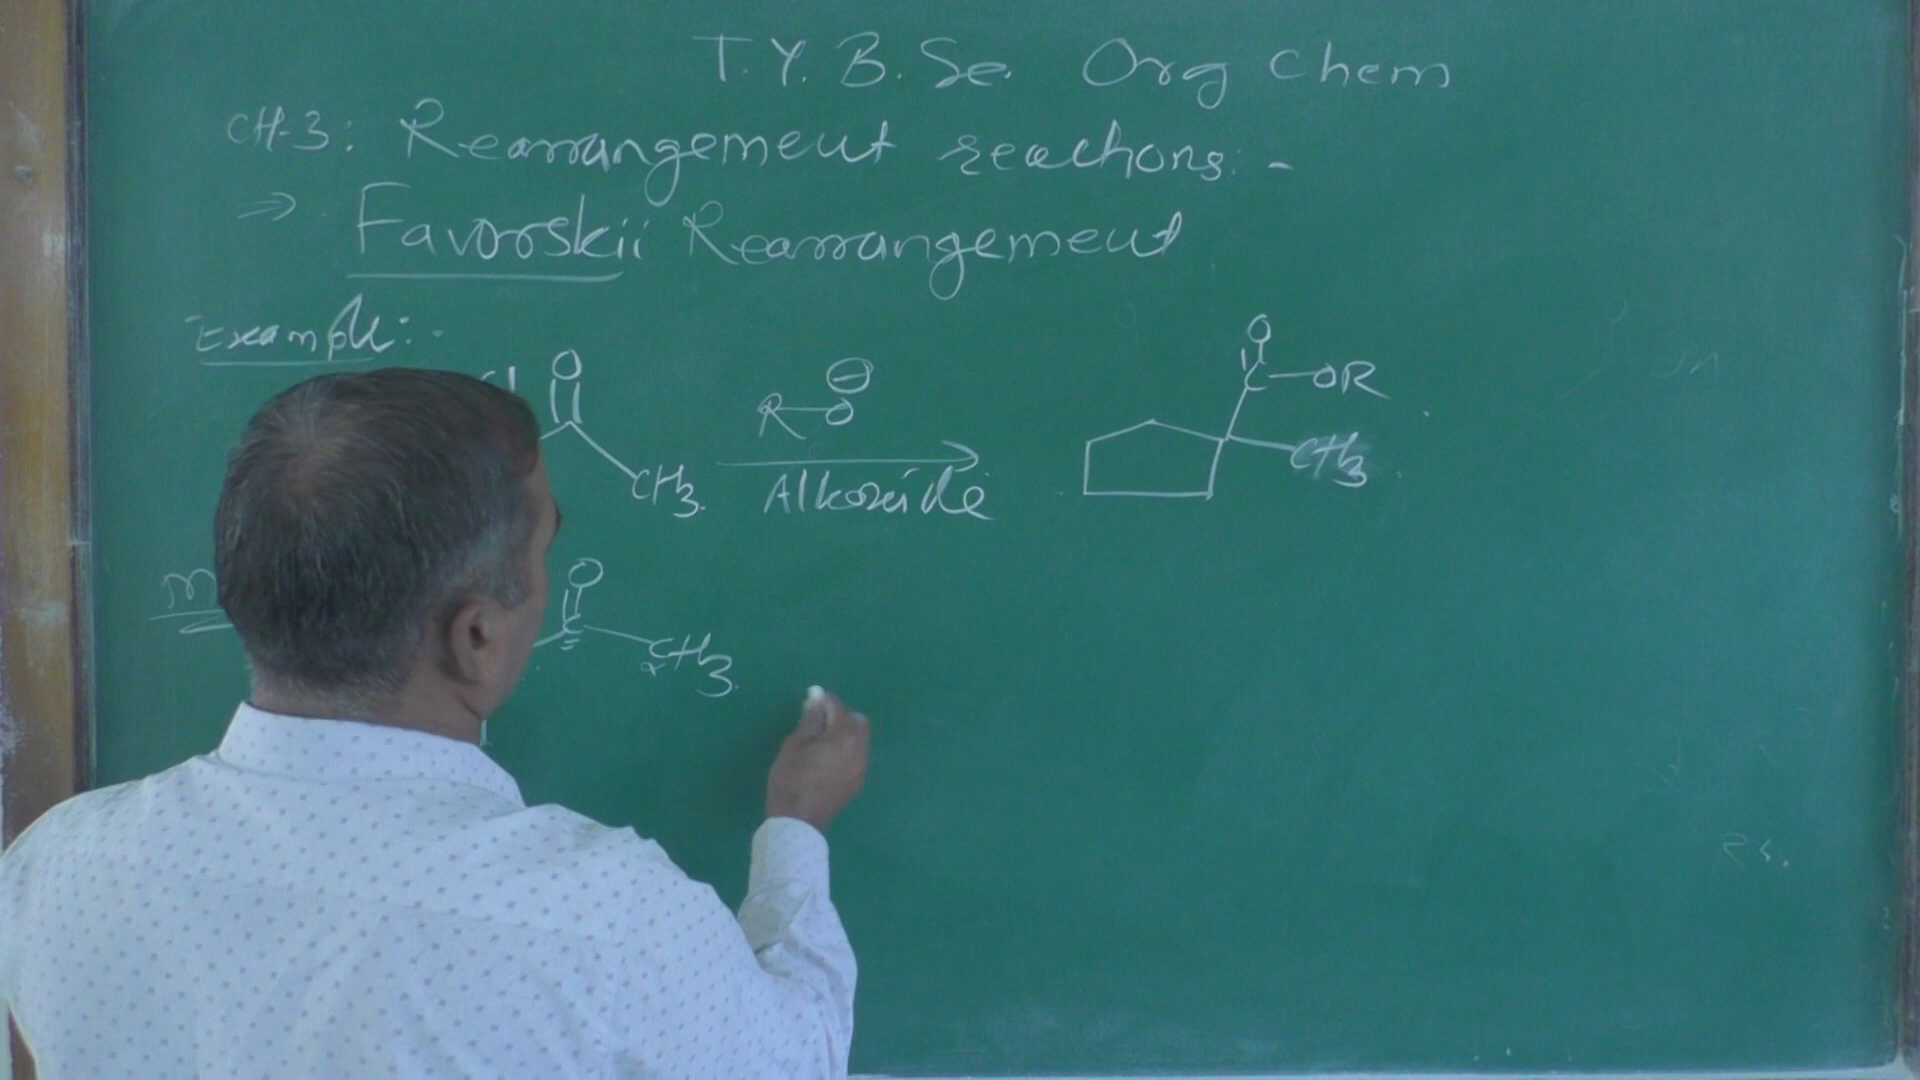 T.Y. B.Sc. Org Chem
CH-3: Rearrangement reactions: -
⇒ Favorskii Rearrangement
Example:-
O
CH3.
R-O ⊖
Alkoxide
O
C-OR
CH3
O
C
CH3.
α